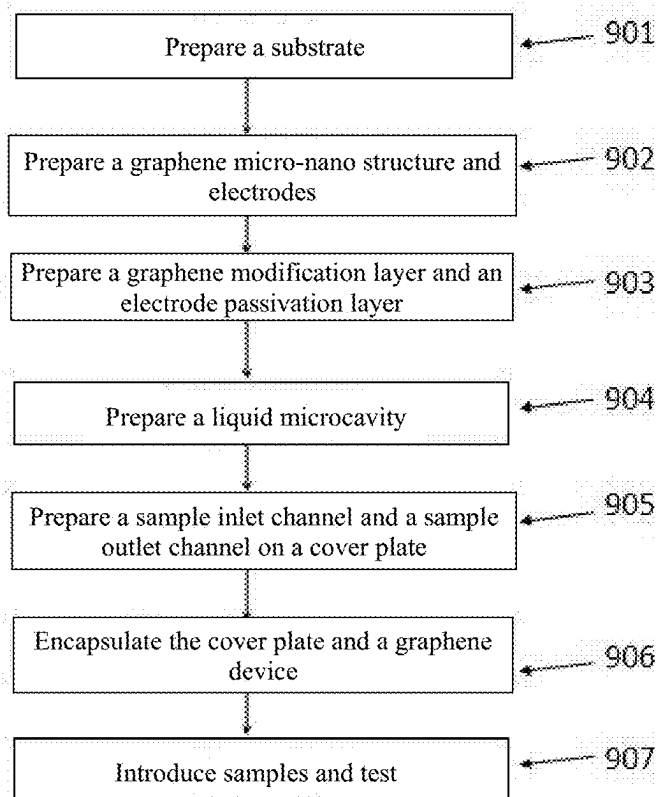 Prepare a substrate
901
Prepare a graphene micro-nano structure and
electrodes
902
Prepare a graphene modification layer and an
electrode passivation layer
903
Prepare a liquid microcavity
904
Prepare a sample inlet channel and a sample
outlet channel on a cover plate
905
Encapsulate the cover plate and a graphene
device
906
Introduce samples and test
907